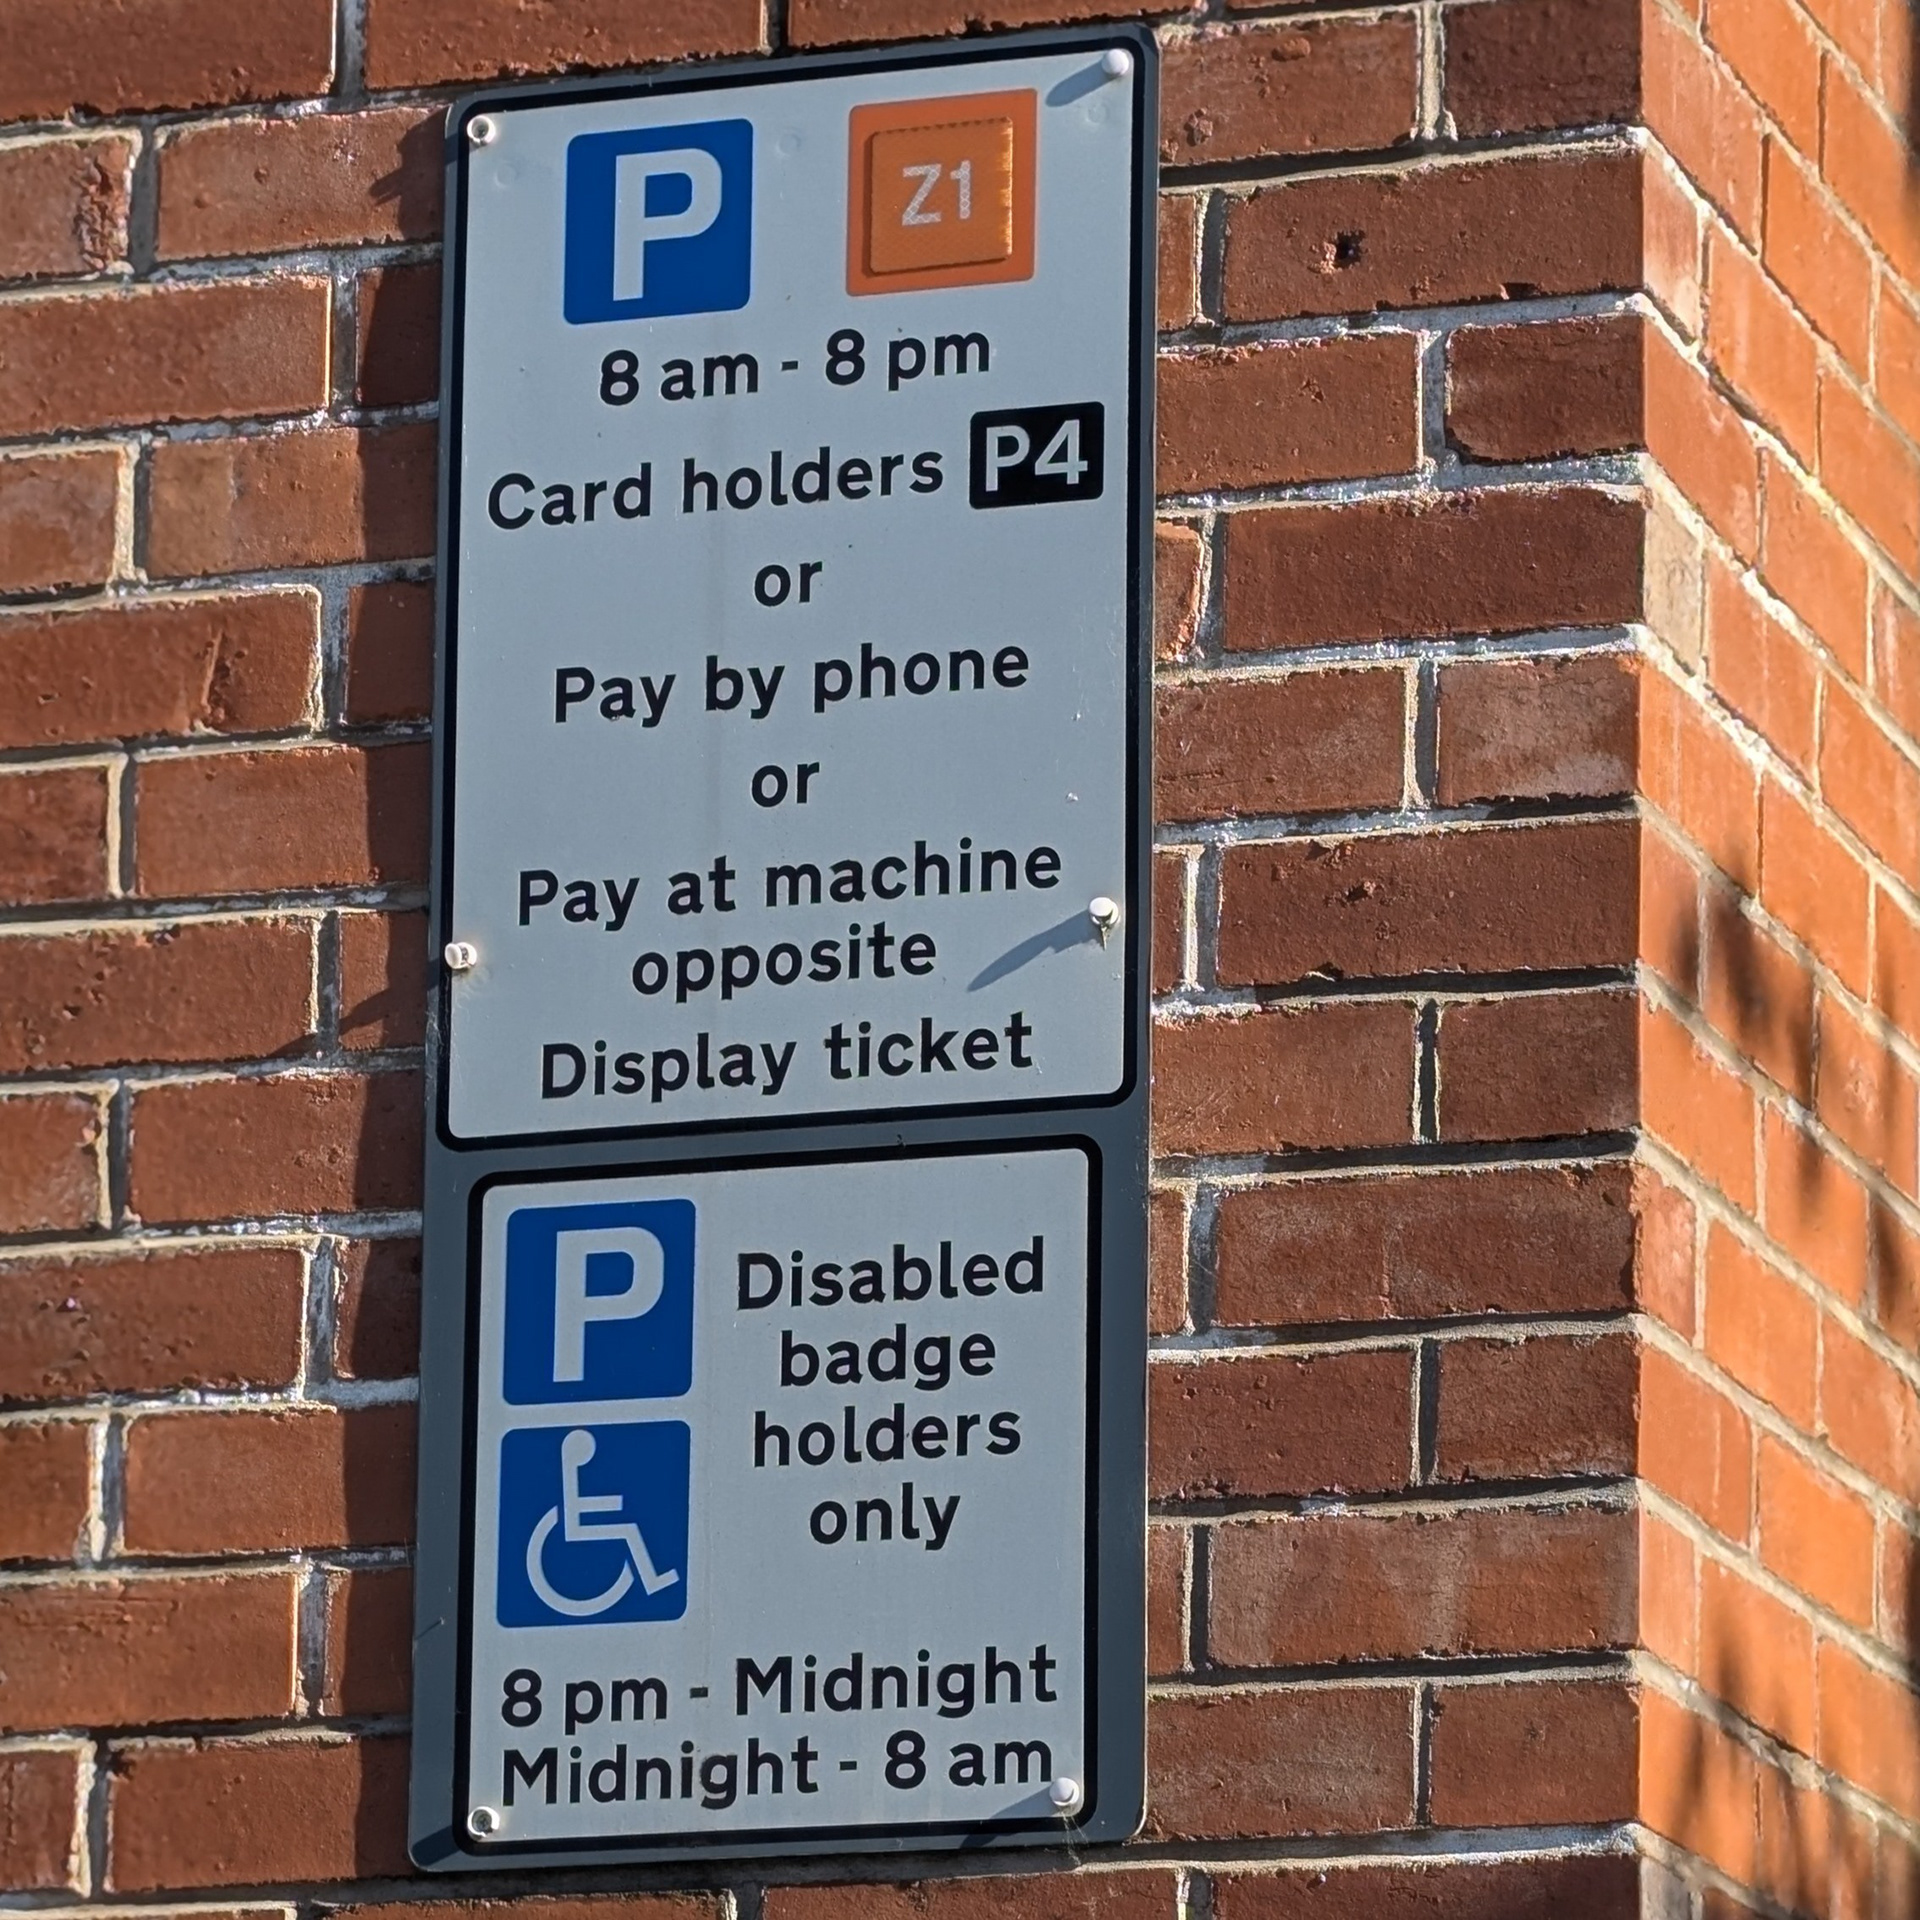 P Z1
8 am - 8 pm
Card holders P4
or
Pay by phone
or
Pay at machine
opposite
Display ticket
P
Disabled
badge
holders
only
8 pm - Midnight
Midnight - 8 am